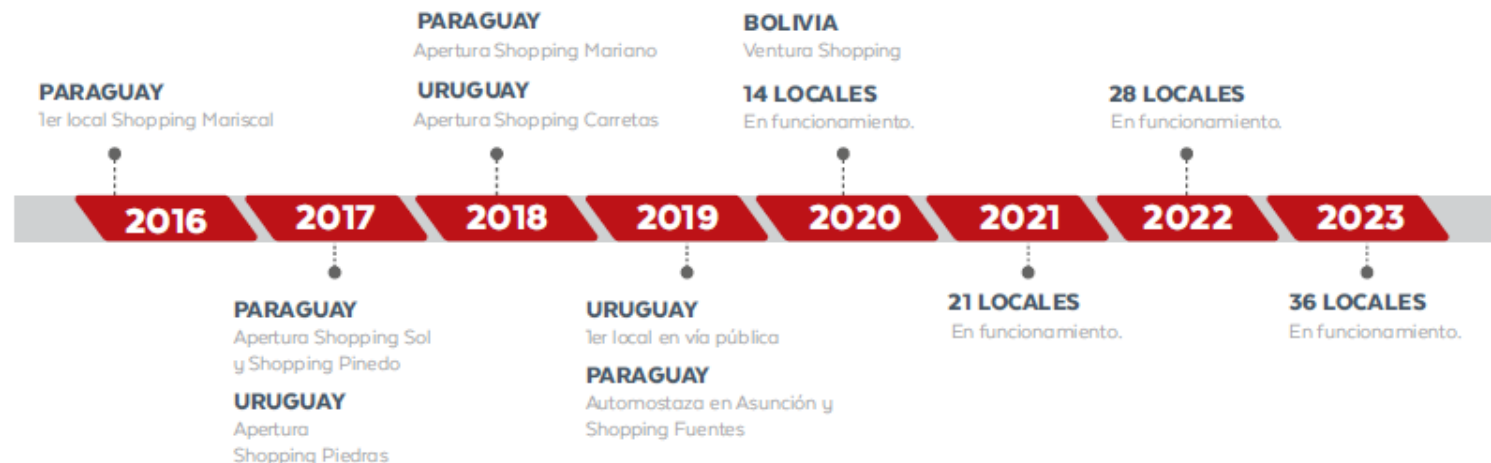 PARAGUAY
1er local Shopping Mariscal
PARAGUAY
Apertura Shopping Mariano
URUGUAY
Apertura Shopping Carretas
BOLIVIA
Ventura Shopping
14 LOCALES
En funcionamiento.
28 LOCALES
En funcionamiento.
2016
2017
2018
2019
2020
2021
2022
2023
PARAGUAY
Apertura Shopping Sol
y Shopping Pinedo
URUGUAY
Apertura
Shopping Piedras
URUGUAY
1er local en vía pública
PARAGUAY
Automostaza en Asunción y
Shopping Fuentes
21 LOCALES
En funcionamiento.
36 LOCALES
En funcionamiento.